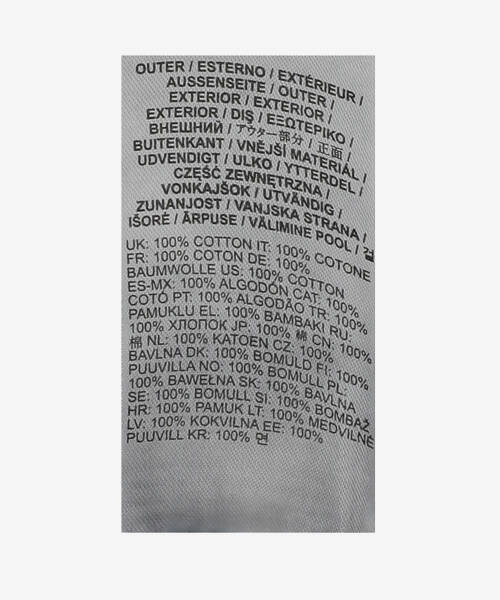 OUTER / ESTERNO / EXTÉRIEUR /
AUSSENSEITE / OUTER /
EXTERIOR / EXTERIOR /
EXTERIOR / DIŞ / ΕΞΩΤΕΡΙΚΟ /
ВНЕШНИЙ / アウター部分 / 正面 /
BUITENKANT / VNĚJŠÍ MATERIÁL /
UDVENDIGT / ULKO / YTTERDEL /
CZĘŚĆ ZEWNĘTRZNA /
VONKAJŠOK / UTVÄNDIG /
ZUNANJOST / VANJSKA STRANA /
IŠORĖ / ĀRPUSE / VÄLIMINE POOL / 겉
UK: 100% COTTON IT: 100% COTONE
FR: 100% COTON DE: 100%
BAUMWOLLE US: 100% COTTON
ES-MX: 100% ALGODÓN CAT: 100%
COTÓ PT: 100% ALGODÃO TR: 100%
PAMUKLU EL: 100% BAMBAKI RU:
100% ХЛОПОК JP: 100% 綿 CN: 100%
棉 NL: 100% KATOEN CZ: 100%
BAVLNA DK: 100% BOMULD FI: 100%
PUUVILLA NO: 100% BOMULL PL:
100% BAWEŁNA SK: 100% BAVLNA
SE: 100% BOMULL SI: 100% BOMBAŽ
HR: 100% PAMUK LT: 100% MEDVILNĖ
LV: 100% KOKVILNA EE: 100%
PUUVILL KR: 100% 면